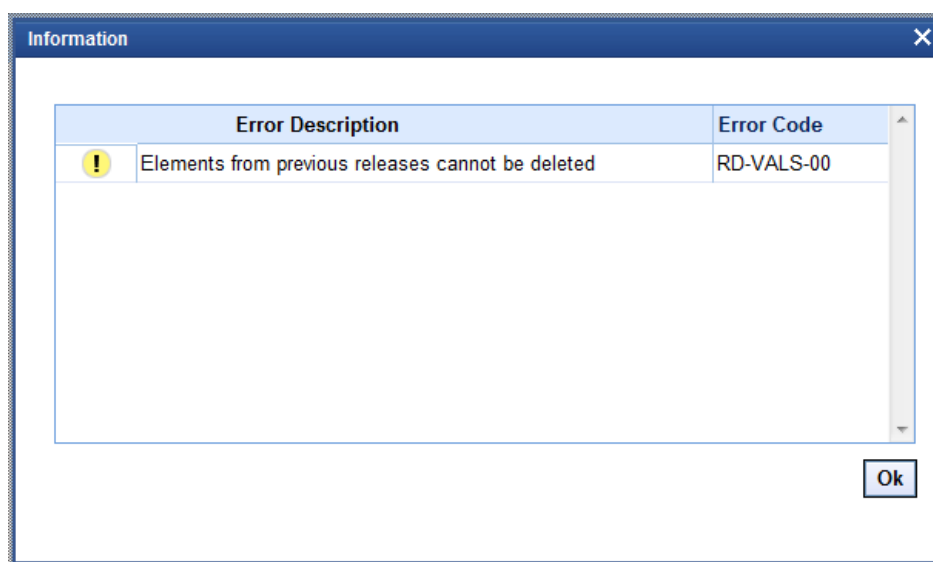 Information
Error Description Error Code
Elements from previous releases cannot be deleted RD-VALS-00
Ok